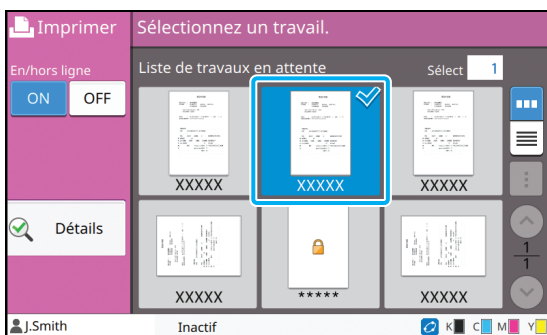 Imprimer
Sélectionnez un travail.
En/hors ligne
ON OFF
Détails
Liste de travaux en attente
Sélect 1
XXXXX XXXXX XXXXX
XXXXX ***** XXXXX
1
1
J.Smith
Inactif
K C M Y